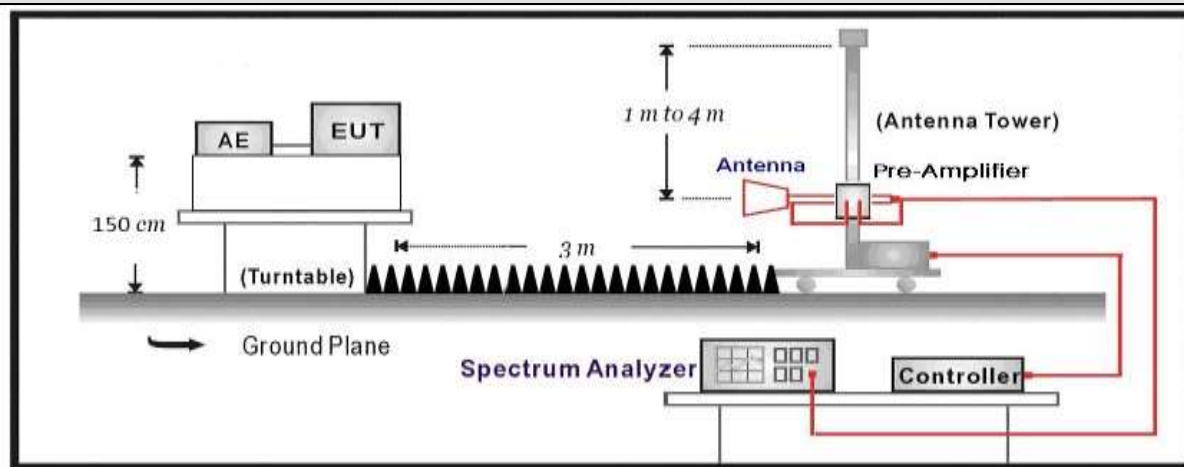 1 m to 4 m
(Antenna Tower)
EUT
AE
Antenna
Pre-Amplifier
150 cm
3 m
(Turntable)
Ground Plane
Spectrum Analyzer
Controller